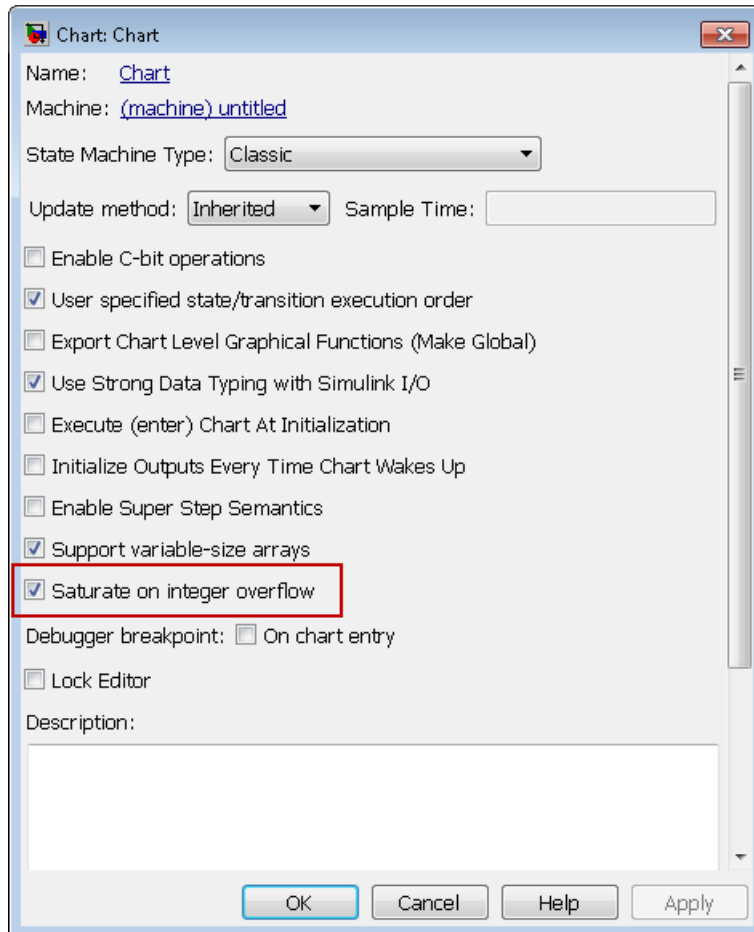 Chart: Chart
Name: Chart
Machine: (machine) untitled
State Machine Type: Classic
Update method: Inherited Sample Time:
Enable C-bit operations
User specified state/transition execution order
Export Chart Level Graphical Functions (Make Global)
Use Strong Data Typing with Simulink I/O
Execute (enter) Chart At Initialization
Initialize Outputs Every Time Chart Wakes Up
Enable Super Step Semantics
Support variable-size arrays
Saturate on integer overflow
Debugger breakpoint: On chart entry
Lock Editor
Description:
OK Cancel Help Apply